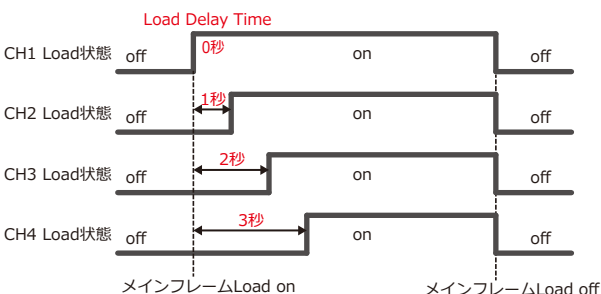 Load Delay Time
CH1 Load状態 off 0秒 on off
CH2 Load状態 off 1秒 on off
CH3 Load状態 off 2秒 on off
CH4 Load状態 off 3秒 on off
メインフレームLoad on メインフレームLoad off